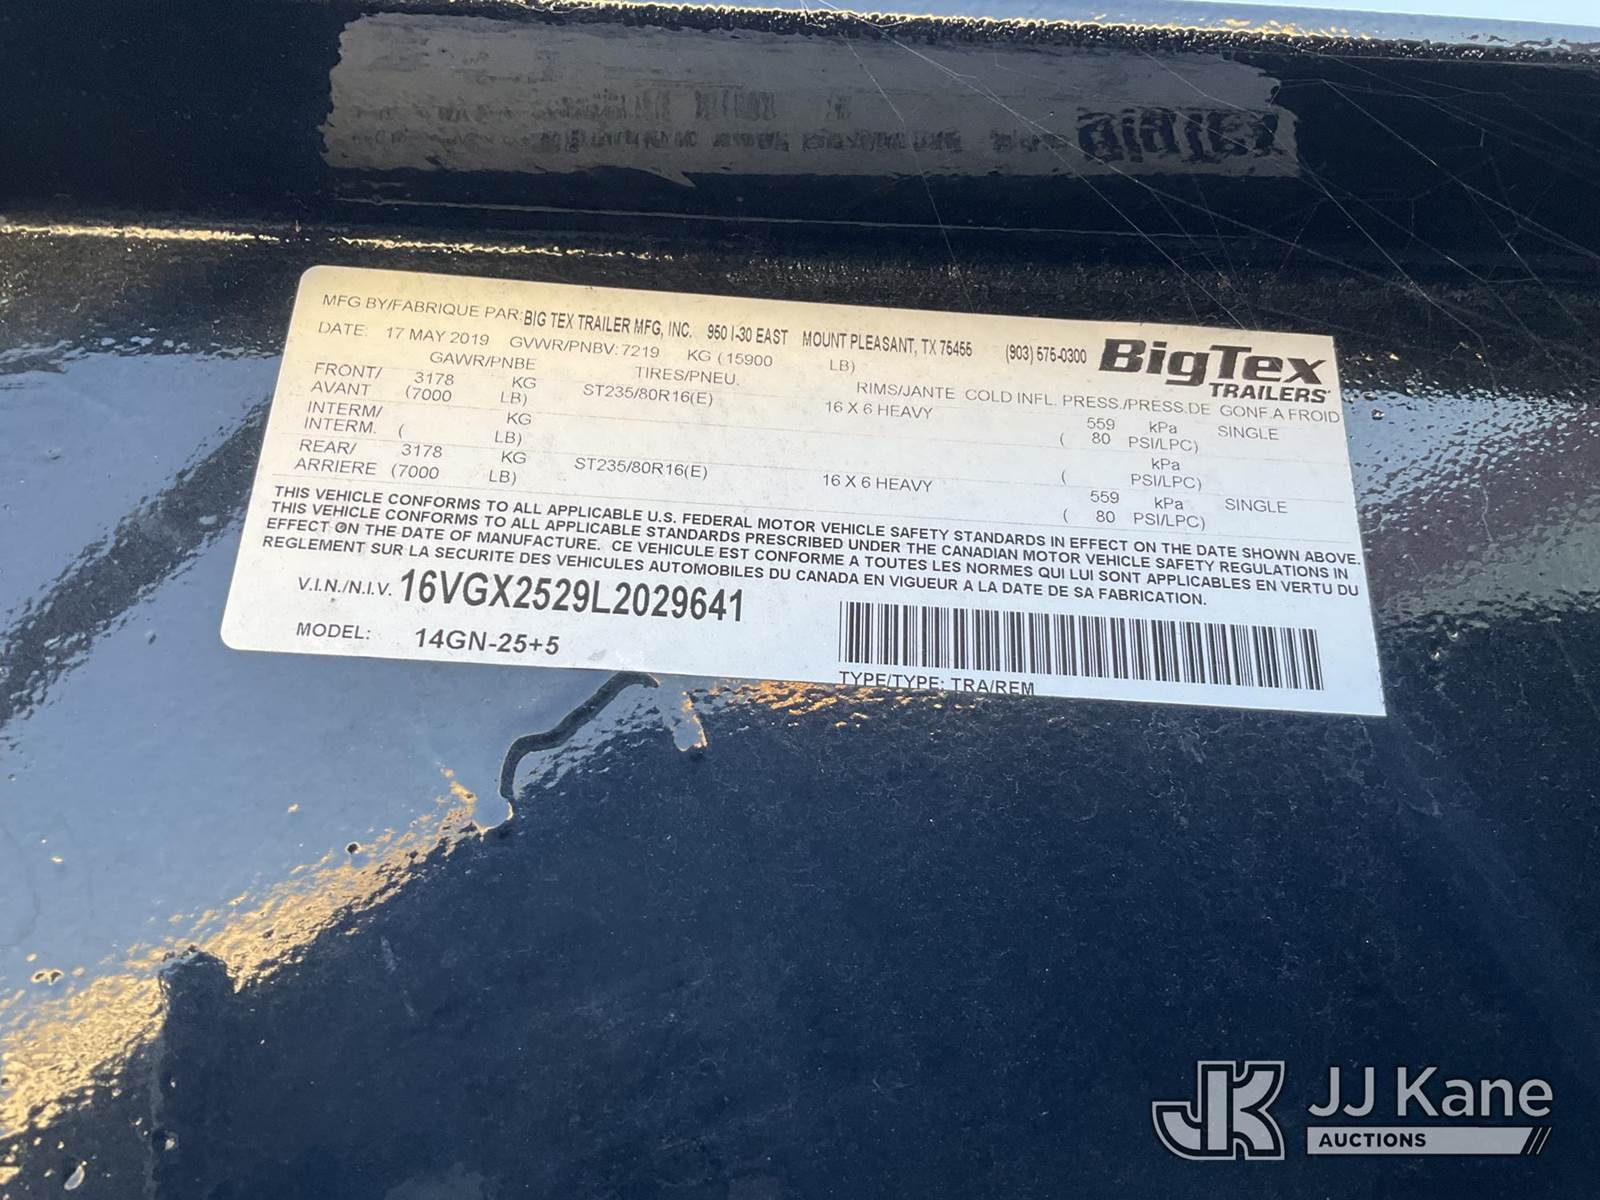 MFG BY/FABRIQUE PAR: BIG TEX TRAILER MFG, INC. 950 I-30 EAST MOUNT PLEASANT, TX 75455 (903) 575-0300
BigTex
TRAILERS
DATE: 17 MAY 2019 GVWR/PNBV: 7219 KG ( 15900 LB)
GAWR/PNBE TIRES/PNEU. RIMS/JANTE COLD INFL. PRESS./PRESS.DE GONF.A FROID
FRONT/ 3178 KG ST235/80R16(E) 16 X 6 HEAVY 559 kPa SINGLE
AVANT (7000 LB) ( 80 PSI/LPC)
INTERM/ KG kPa
INTERM. ( LB) ( PSI/LPC)
REAR/ 3178 KG ST235/80R16(E) 16 X 6 HEAVY 559 kPa SINGLE
ARRIERE (7000 LB) ( 80 PSI/LPC)
THIS VEHICLE CONFORMS TO ALL APPLICABLE U.S. FEDERAL MOTOR VEHICLE SAFETY STANDARDS IN EFFECT ON THE DATE SHOWN ABOVE.
THIS VEHICLE CONFORMS TO ALL APPLICABLE STANDARDS PRESCRIBED UNDER THE CANADIAN MOTOR VEHICLE SAFETY REGULATIONS IN
EFFECT ON THE DATE OF MANUFACTURE. CE VEHICULE EST CONFORME A TOUTES LES NORMES QUI LUI SONT APPLICABLES EN VERTU DU
REGLEMENT SUR LA SECURITE DES VEHICULES AUTOMOBILES DU CANADA EN VIGUEUR A LA DATE DE SA FABRICATION.
V.I.N./N.I.V. 16VGX2529L2029641
MODEL: 14GN-25+5
TYPE/TYPE: TRA/REM
JK JJ Kane
AUCTIONS